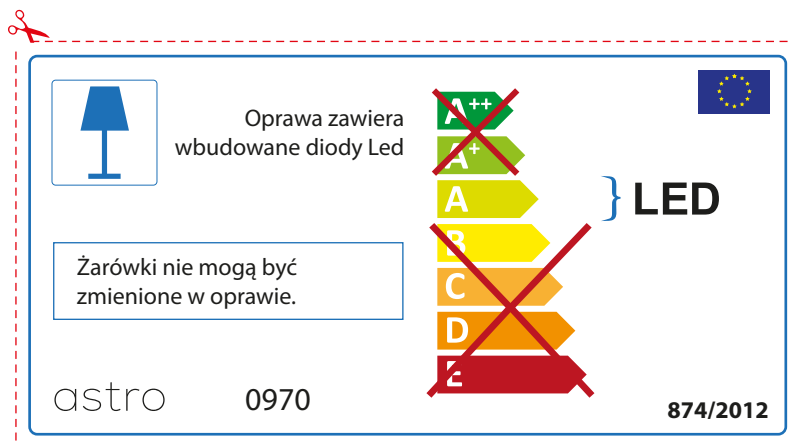 Oprawa zawiera
wbudowane diody Led
A++
A+
A
B
C
D
E
LED
Żarówki nie mogą być
zmienione w oprawie.
astro
0970
874/2012